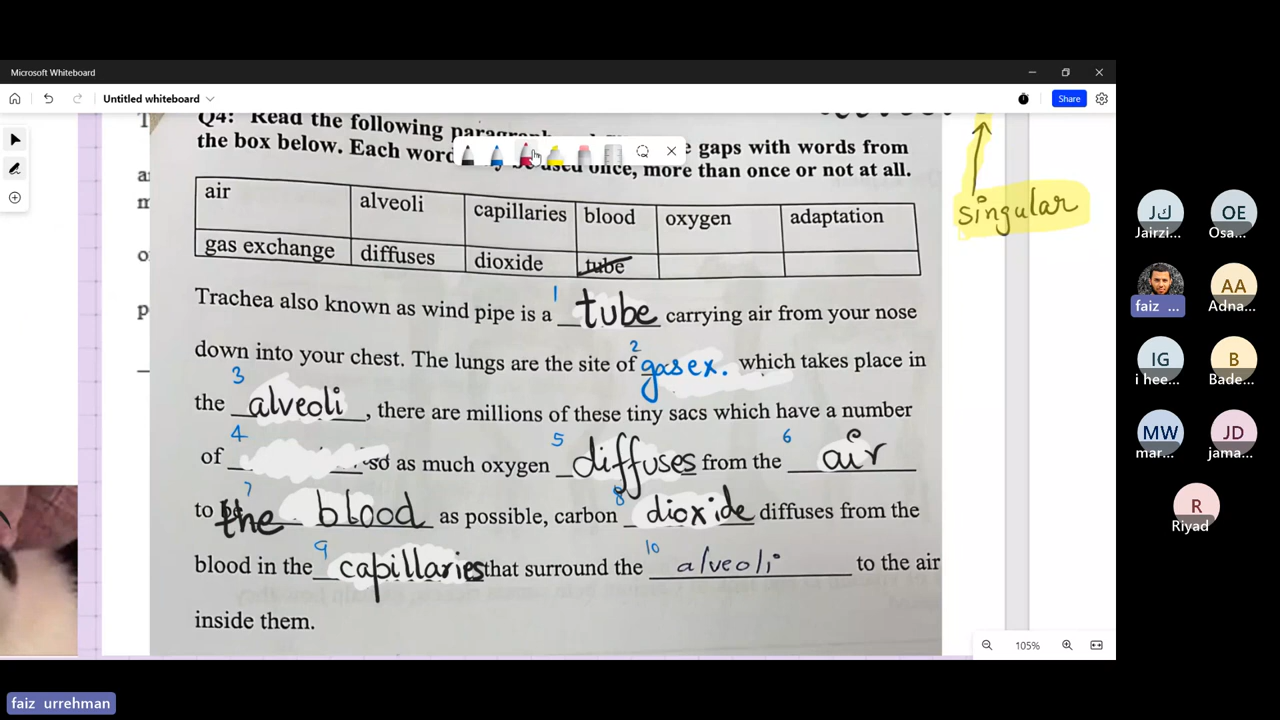 Microsoft Whiteboard
Untitled whiteboard
Share
Q4: Read the following
gaps with words from
the box below. Each word used once, more than once or not at all.
singular
air alveoli capillaries blood oxygen adaptation
gas exchange diffuses dioxide tube
1
Trachea also known as wind pipe is a tube carrying air from your nose
2
down into your chest. The lungs are the site of gas ex. which takes place in
3
the alveoli, there are millions of these tiny sacs which have a number
4 5 6
of so as much oxygen diffuses from the air
7 8
to the blood as possible, carbon dioxide diffuses from the
9 10
blood in the capillaries that surround the alveoli to the air
inside them.
105%
Jairzi... OE Osa...
faiz ... AA Adna...
IG i hee... B Bade...
MW mar... JD jama...
R Riyad
faiz urrehman